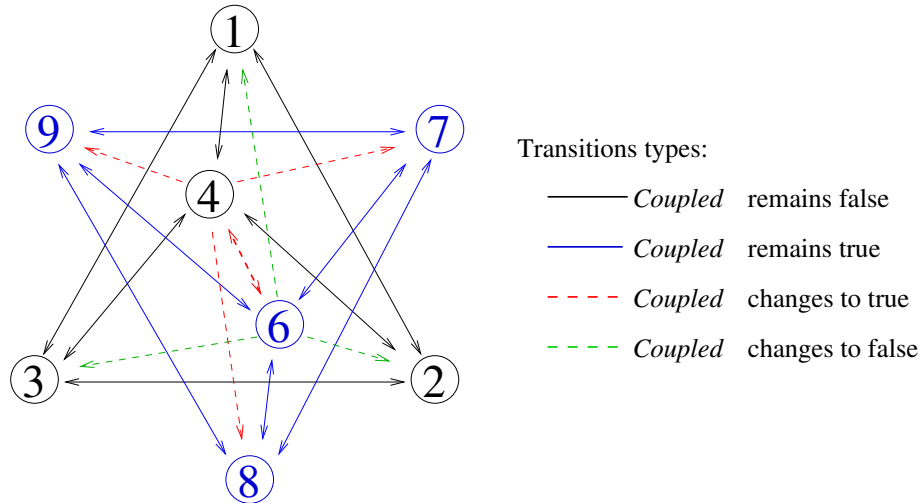 1
9
7
4
6
3
2
8
Transitions types:
Coupled remains false
Coupled remains true
Coupled changes to true
Coupled changes to false